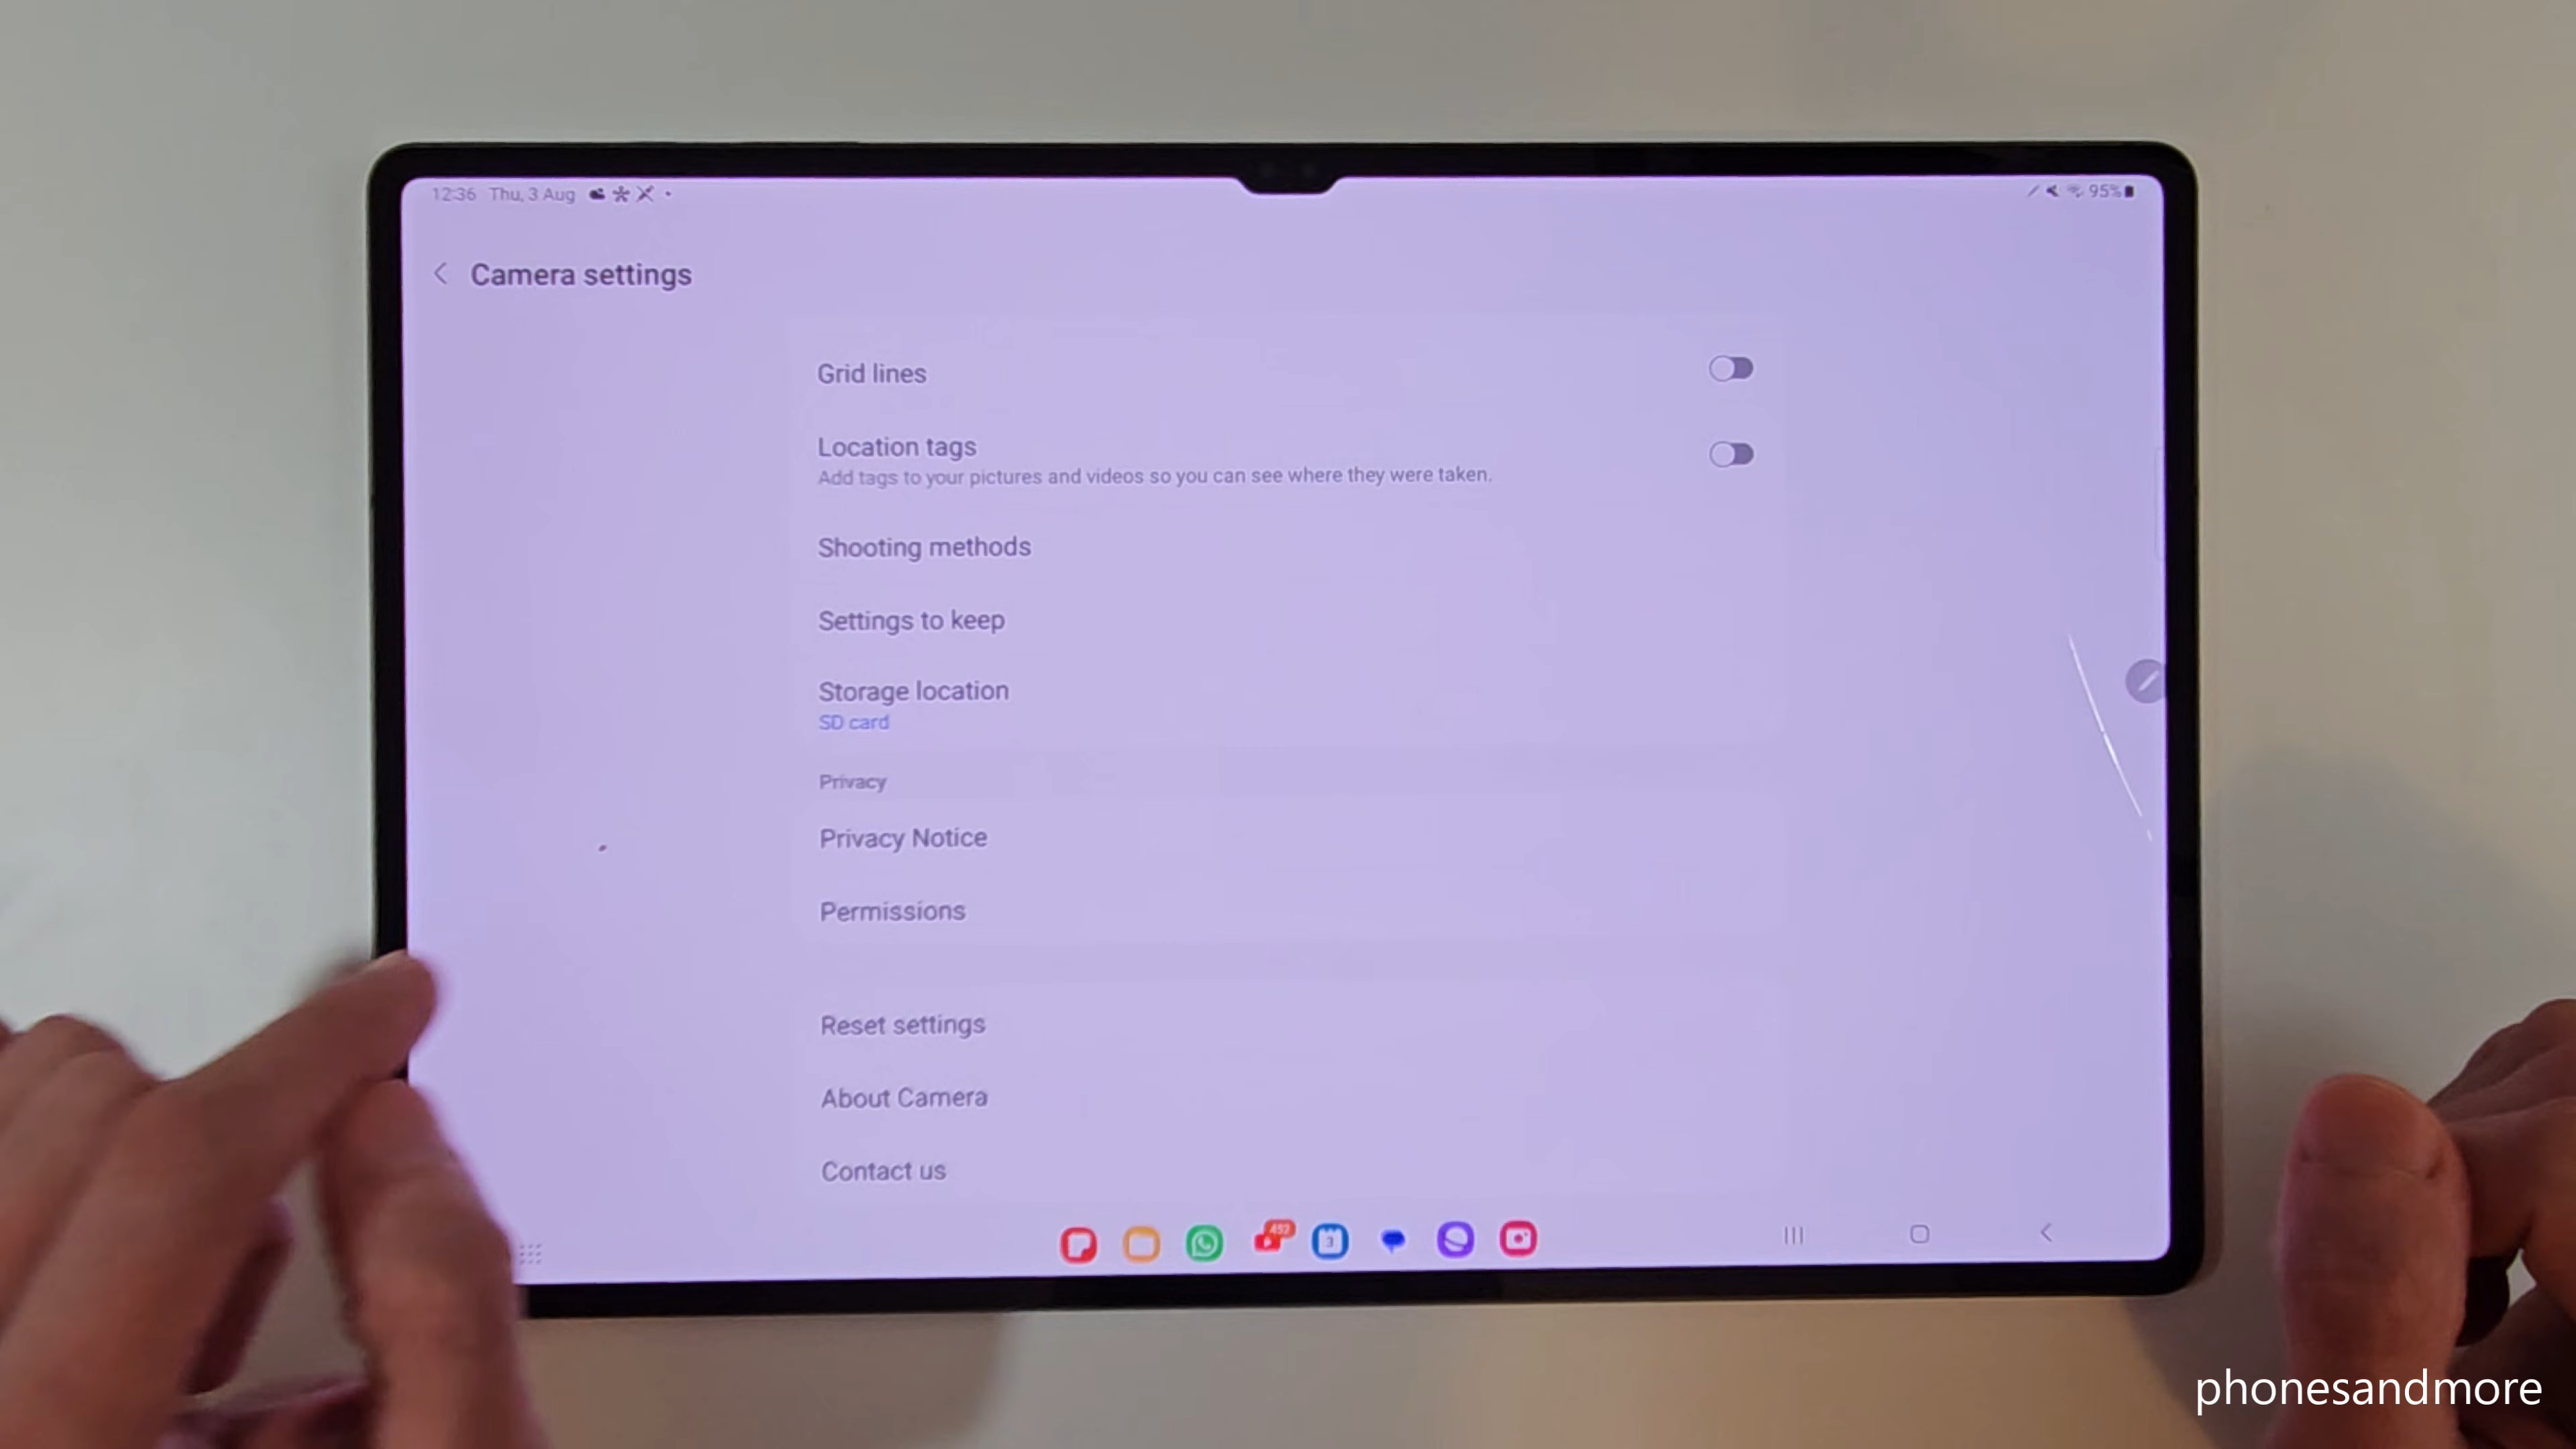 12:36 Thu, 3 Aug
95%
Camera settings
Grid lines
Location tags
Add tags to your pictures and videos so you can see where they were taken.
Shooting methods
Settings to keep
Storage location
SD card
Privacy
Privacy Notice
Permissions
Reset settings
About Camera
Contact us
3
phonesandmore